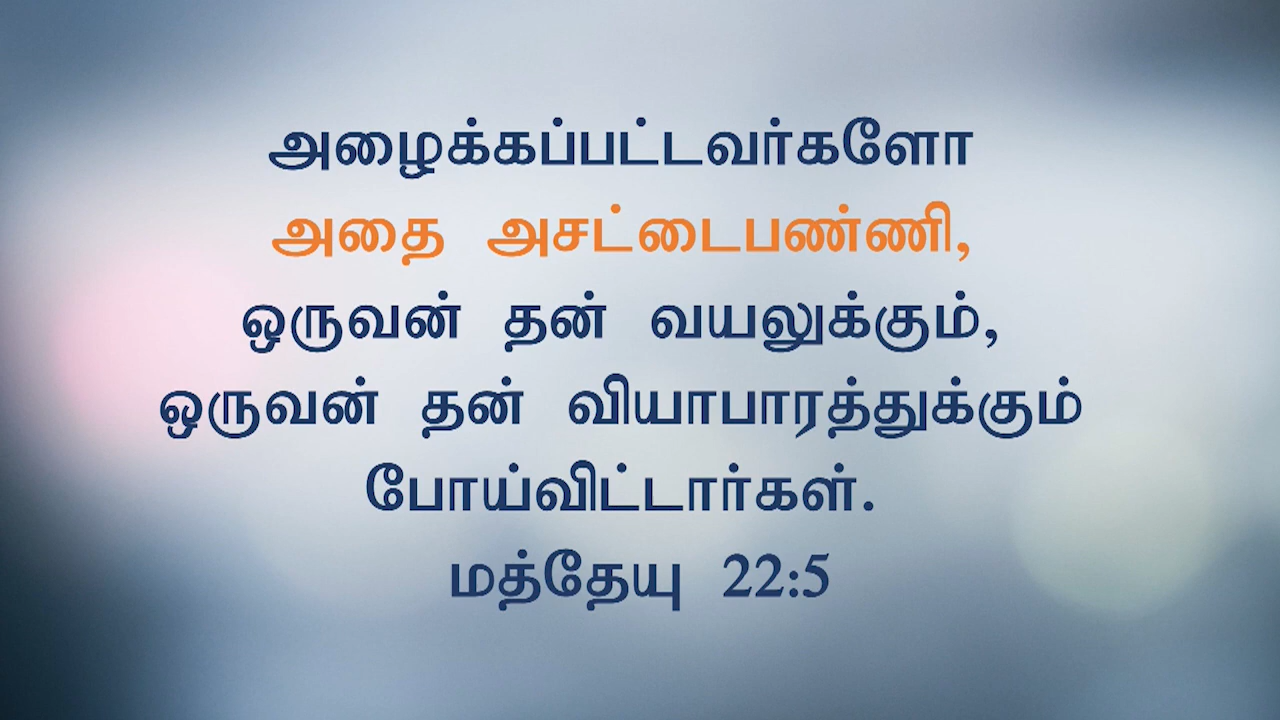 அழைக்கப்பட்டவர்களோ
அதை அசட்டைபண்ணி,
ஒருவன் தன் வயலுக்கும்,
ஒருவன் தன் வியாபாரத்துக்கும்
போய்விட்டார்கள்.
மத்தேயு 22:5